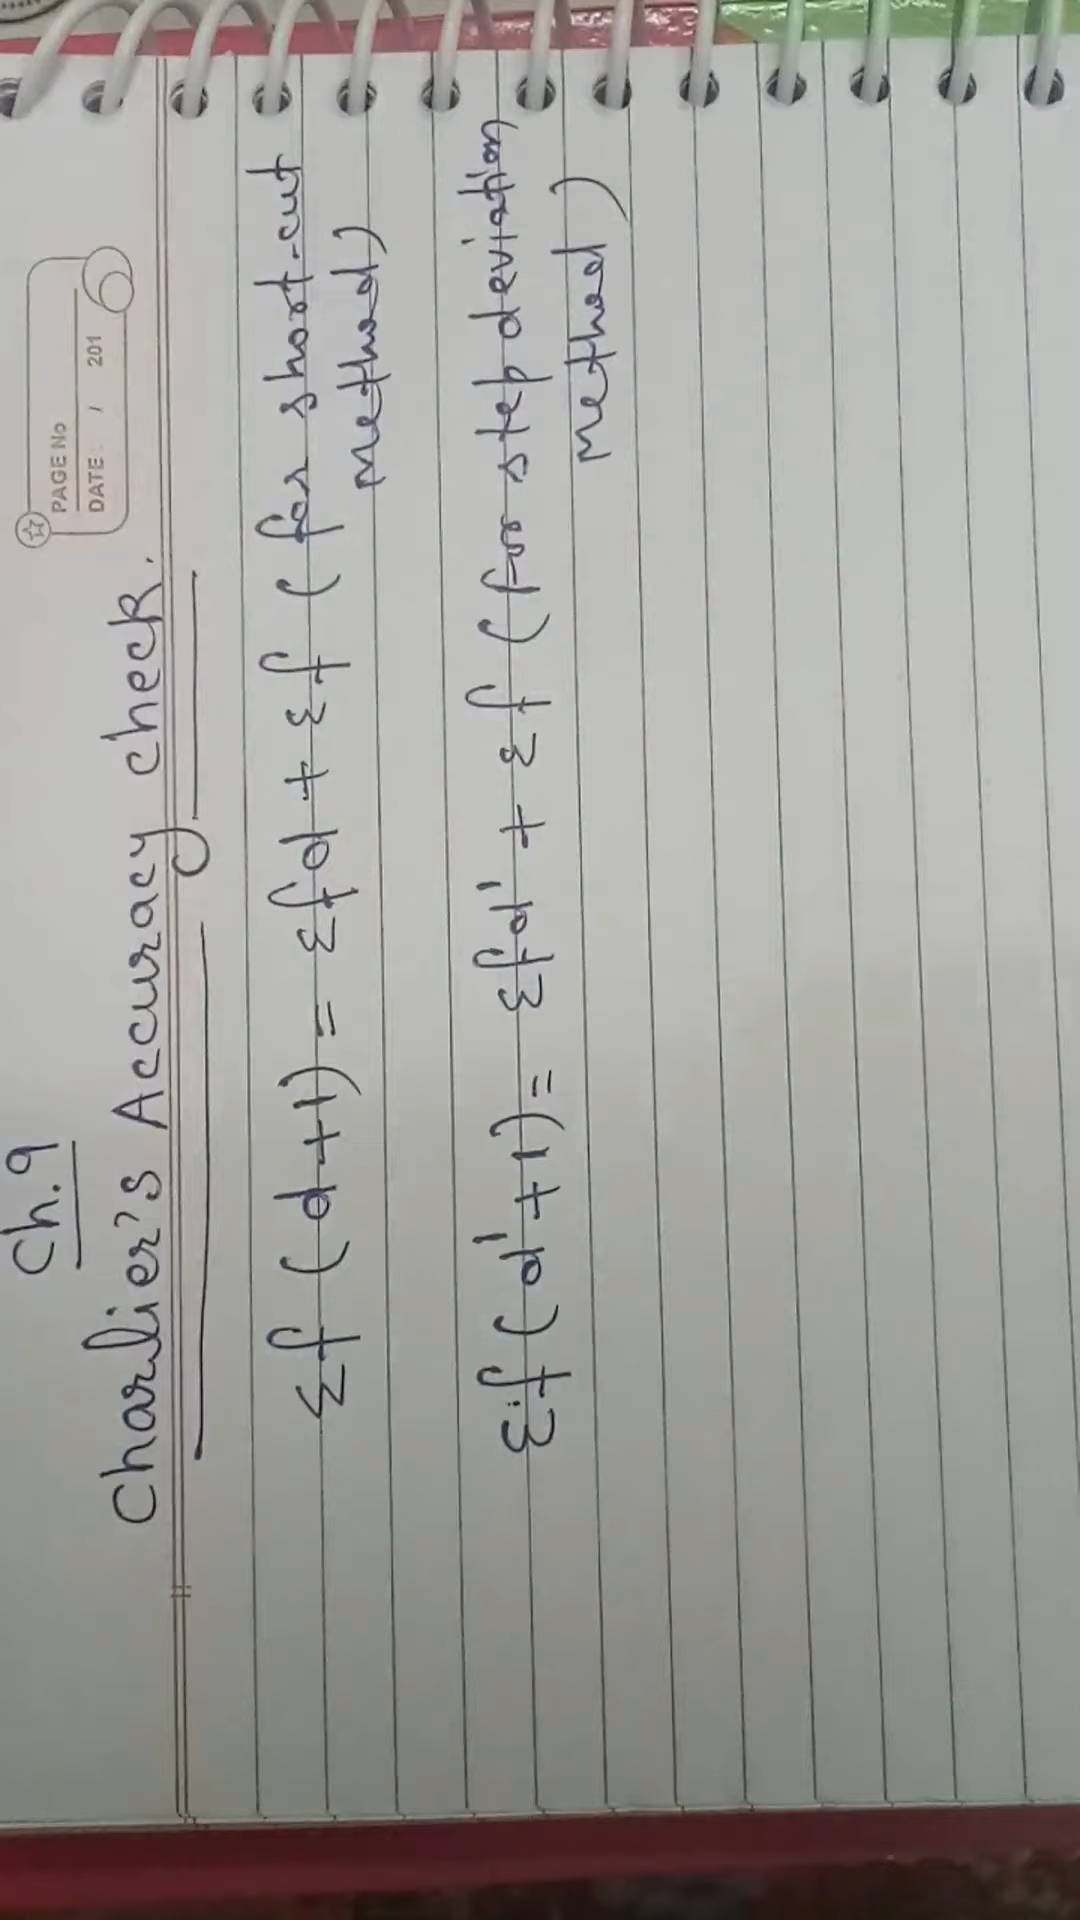 Ch.9
PAGE No
DATE: / 201
Charlier's Accuracy check.
Σf (d+1) = Σfd + Σf (for short-cut
method)
Σf (d'+1) = Σfd' + Σf (for step deviation
method)